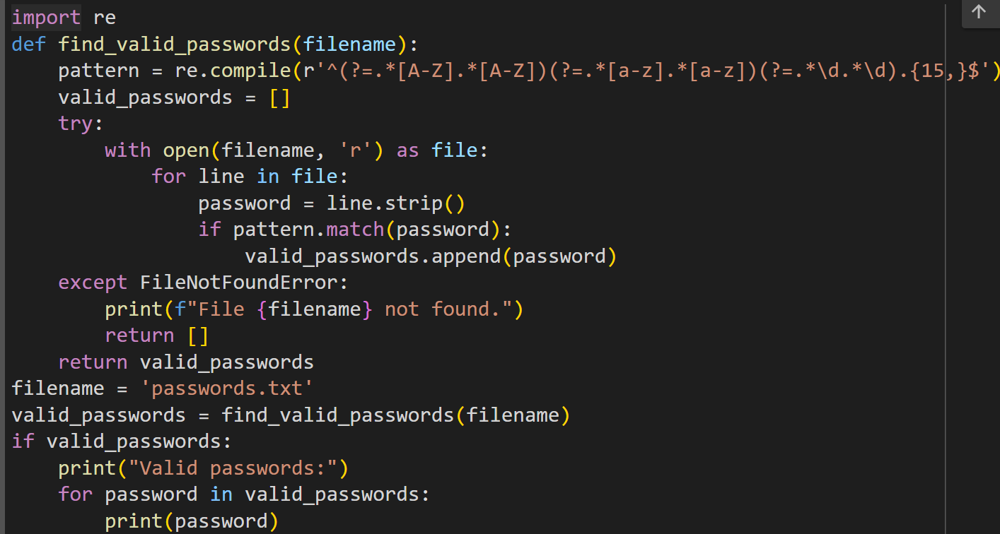 import re
def find_valid_passwords(filename):
    pattern = re.compile(r'^(?=.*[A-Z].*[A-Z])(?=.*[a-z].*[a-z])(?=.*\d.*\d).{15,}$')
    valid_passwords = []
    try:
        with open(filename, 'r') as file:
            for line in file:
                password = line.strip()
                if pattern.match(password):
                    valid_passwords.append(password)
    except FileNotFoundError:
        print(f"File {filename} not found.")
        return []
    return valid_passwords
filename = 'passwords.txt'
valid_passwords = find_valid_passwords(filename)
if valid_passwords:
    print("Valid passwords:")
    for password in valid_passwords:
        print(password)